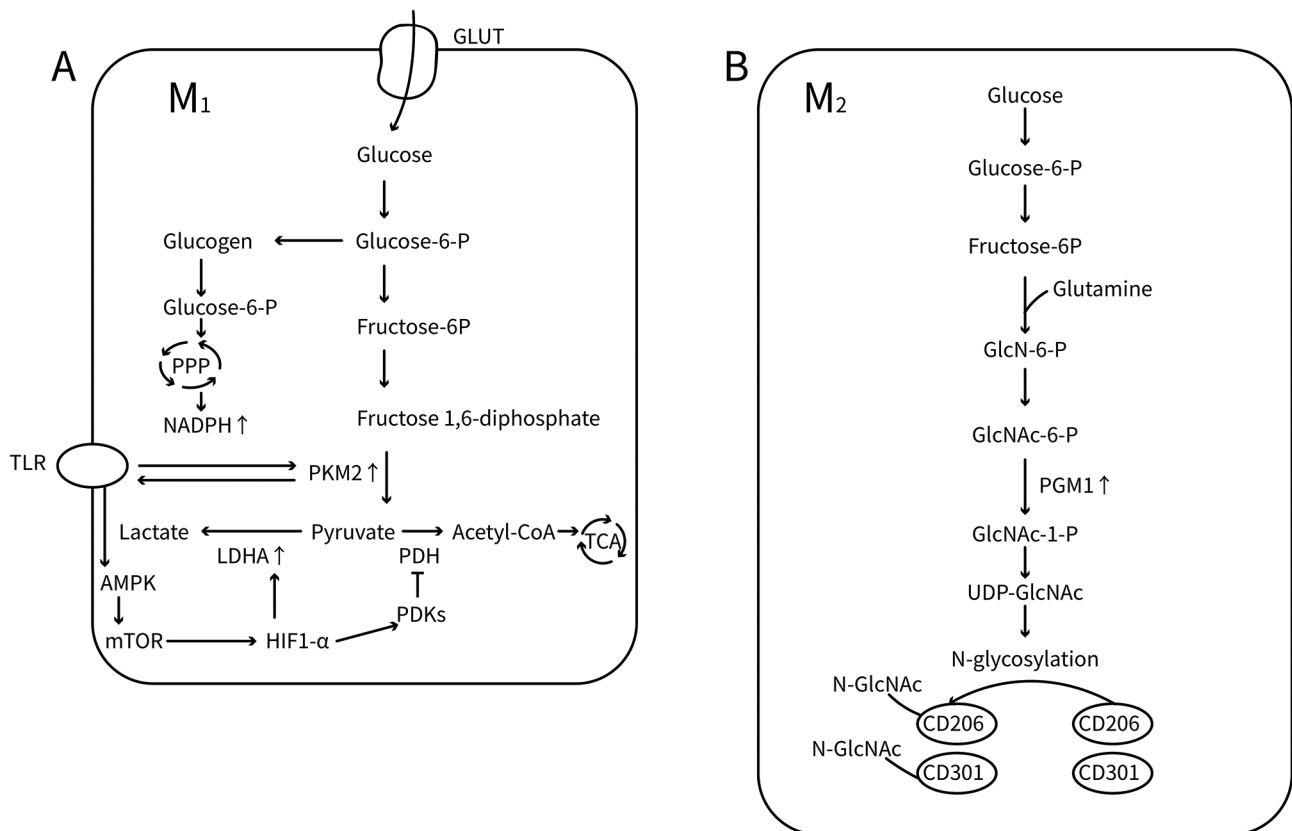 A
M1
GLUT
Glucose
Glucogen
Glucose-6-P
Glucose-6-P
Fructose-6P
PPP
NADPH↑
Fructose 1,6-diphosphate
TLR
PKM2↑
Lactate
Pyruvate
Acetyl-CoA
TCA
LDHA↑
PDH
AMPK
PDKs
mTOR
HIF1-α
B
M2
Glucose
Glucose-6-P
Fructose-6P
Glutamine
GlcN-6-P
GlcNAc-6-P
PGM1↑
GlcNAc-1-P
UDP-GlcNAc
N-glycosylation
N-GlcNAc
CD206
CD206
N-GlcNAc
CD301
CD301